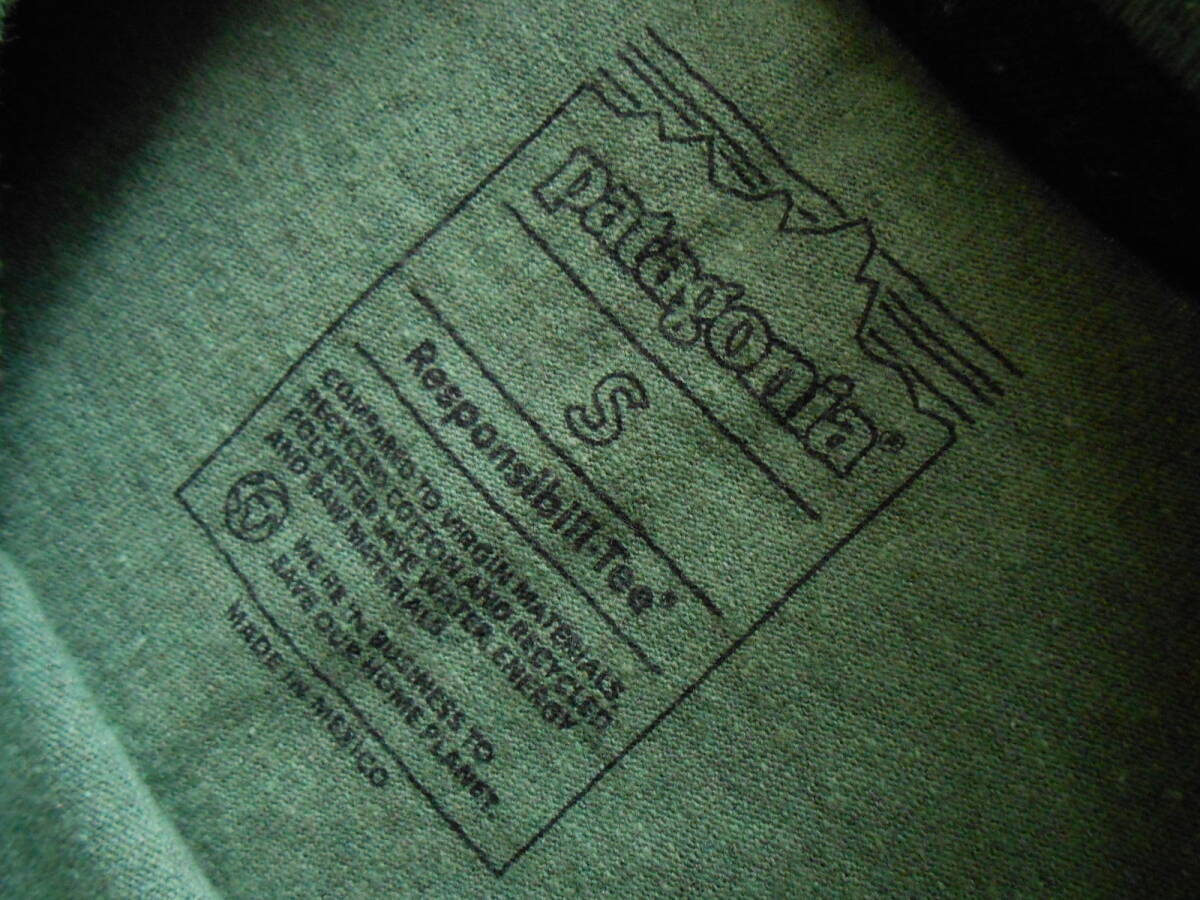 patagonia®
S
Responsibili-Tee®
COMPARED TO VIRGIN MATERIALS
RECYCLED COTTON AND RECYCLED
POLYESTER SAVE WATER ENERGY
AND RAW MATERIALS
WE'RE IN BUSINESS TO
SAVE OUR HOME PLANET.
MADE IN MEXICO